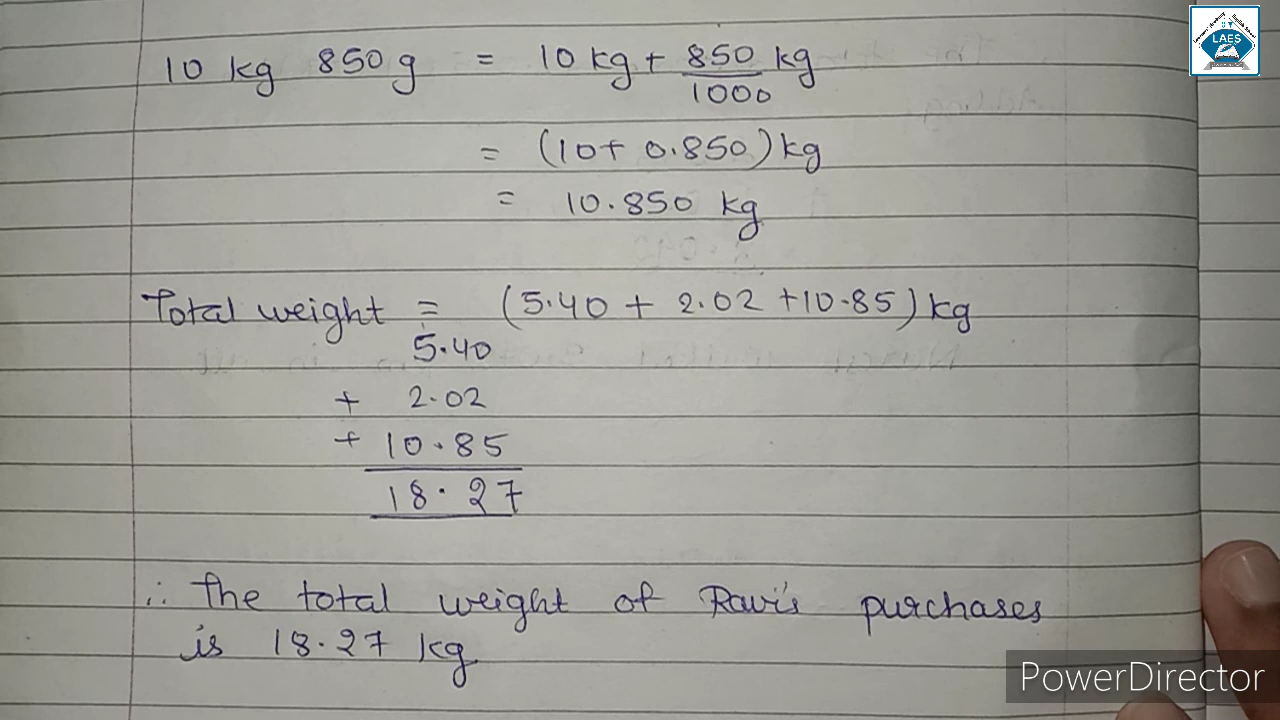 LAES
10 kg 850 g = 10 kg + 850/1000 kg
= (10 + 0.850) kg
= 10.850 kg
Total weight = (5.40 + 2.02 + 10.85) kg
5.40
+ 2.02
+ 10.85
18.27
∴ The total weight of Ravi's purchases
is 18.27 kg
PowerDirector